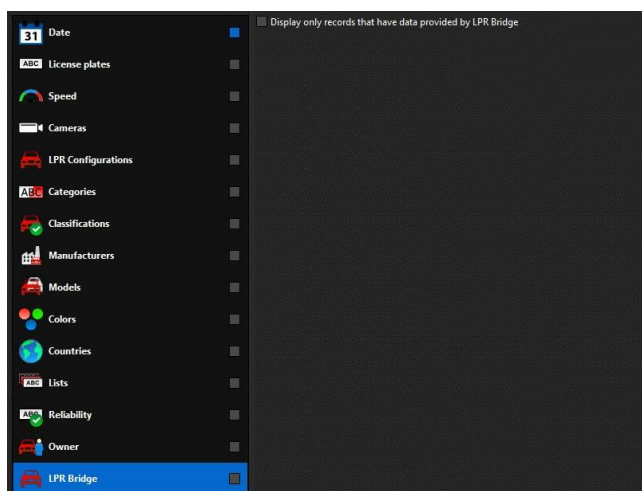 Date
31
Display only records that have data provided by LPR Bridge
ABC
License plates
Speed
Cameras
LPR Configurations
ABC
Categories
Classifications
Manufacturers
Models
Colors
Countries
ABC
Lists
Reliability
Owner
LPR Bridge